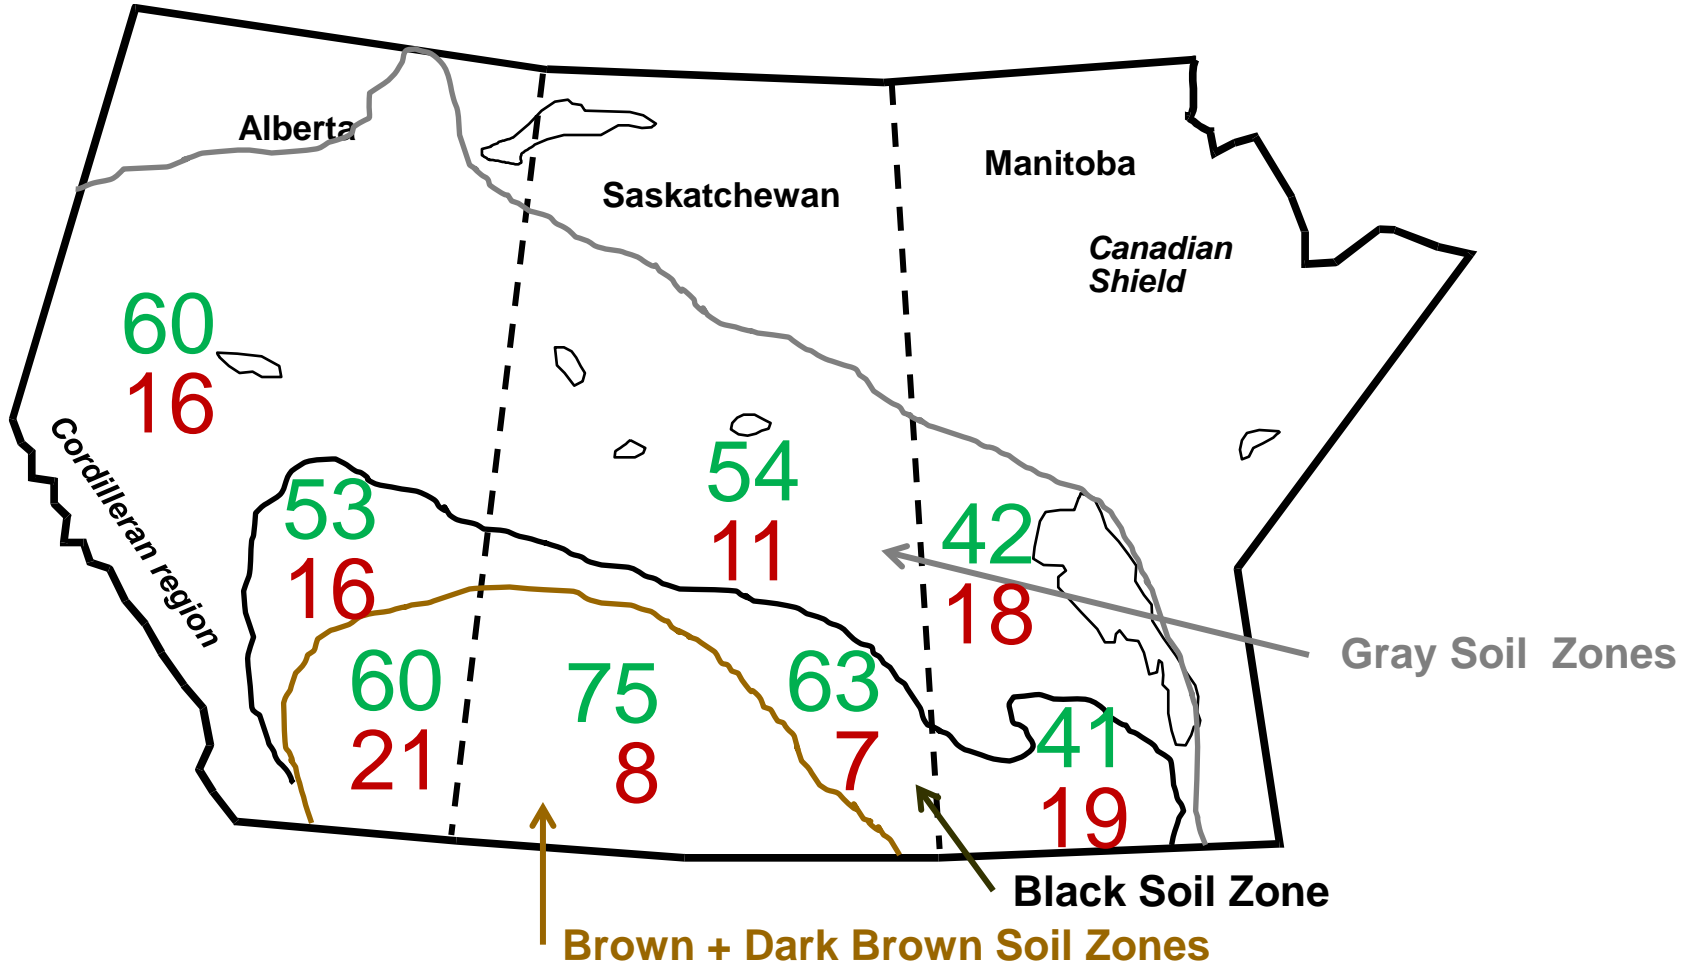 Alberta
Manitoba
Saskatchewan
Canadian
Shield
60
16
Cordilleran region
54
11
53
16
42
18
Gray Soil Zones
60
21
75
8
63
7
41
19
Black Soil Zone
Brown + Dark Brown Soil Zones